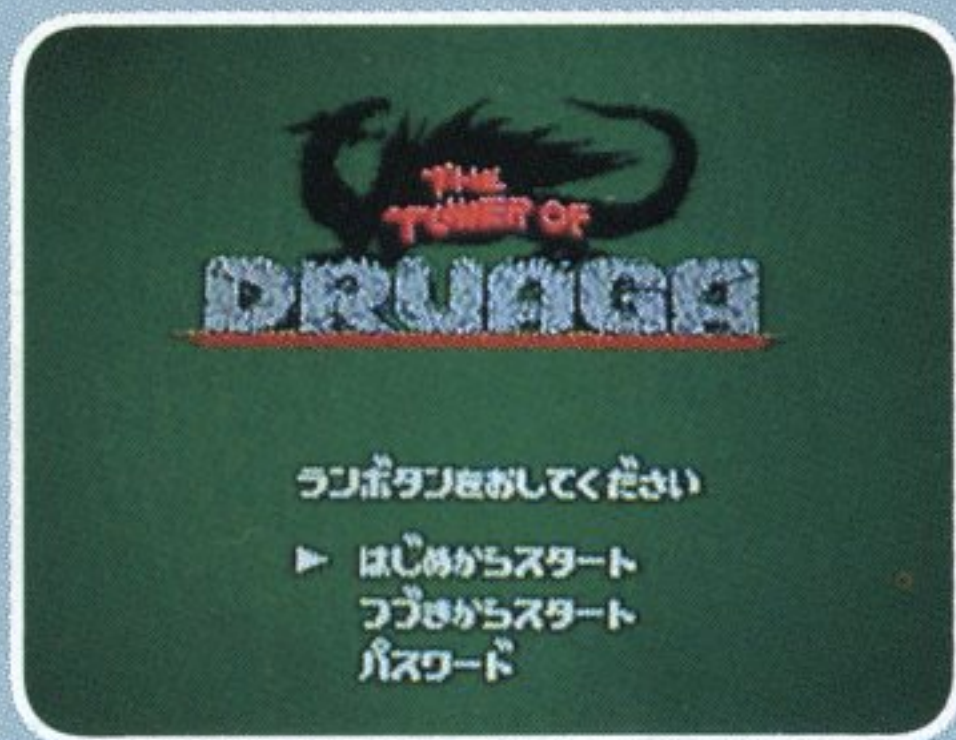 THE
TOWER OF
DRUAGA
ランボタンをおしてください
▶ はじめからスタート
つづきからスタート
パスワード